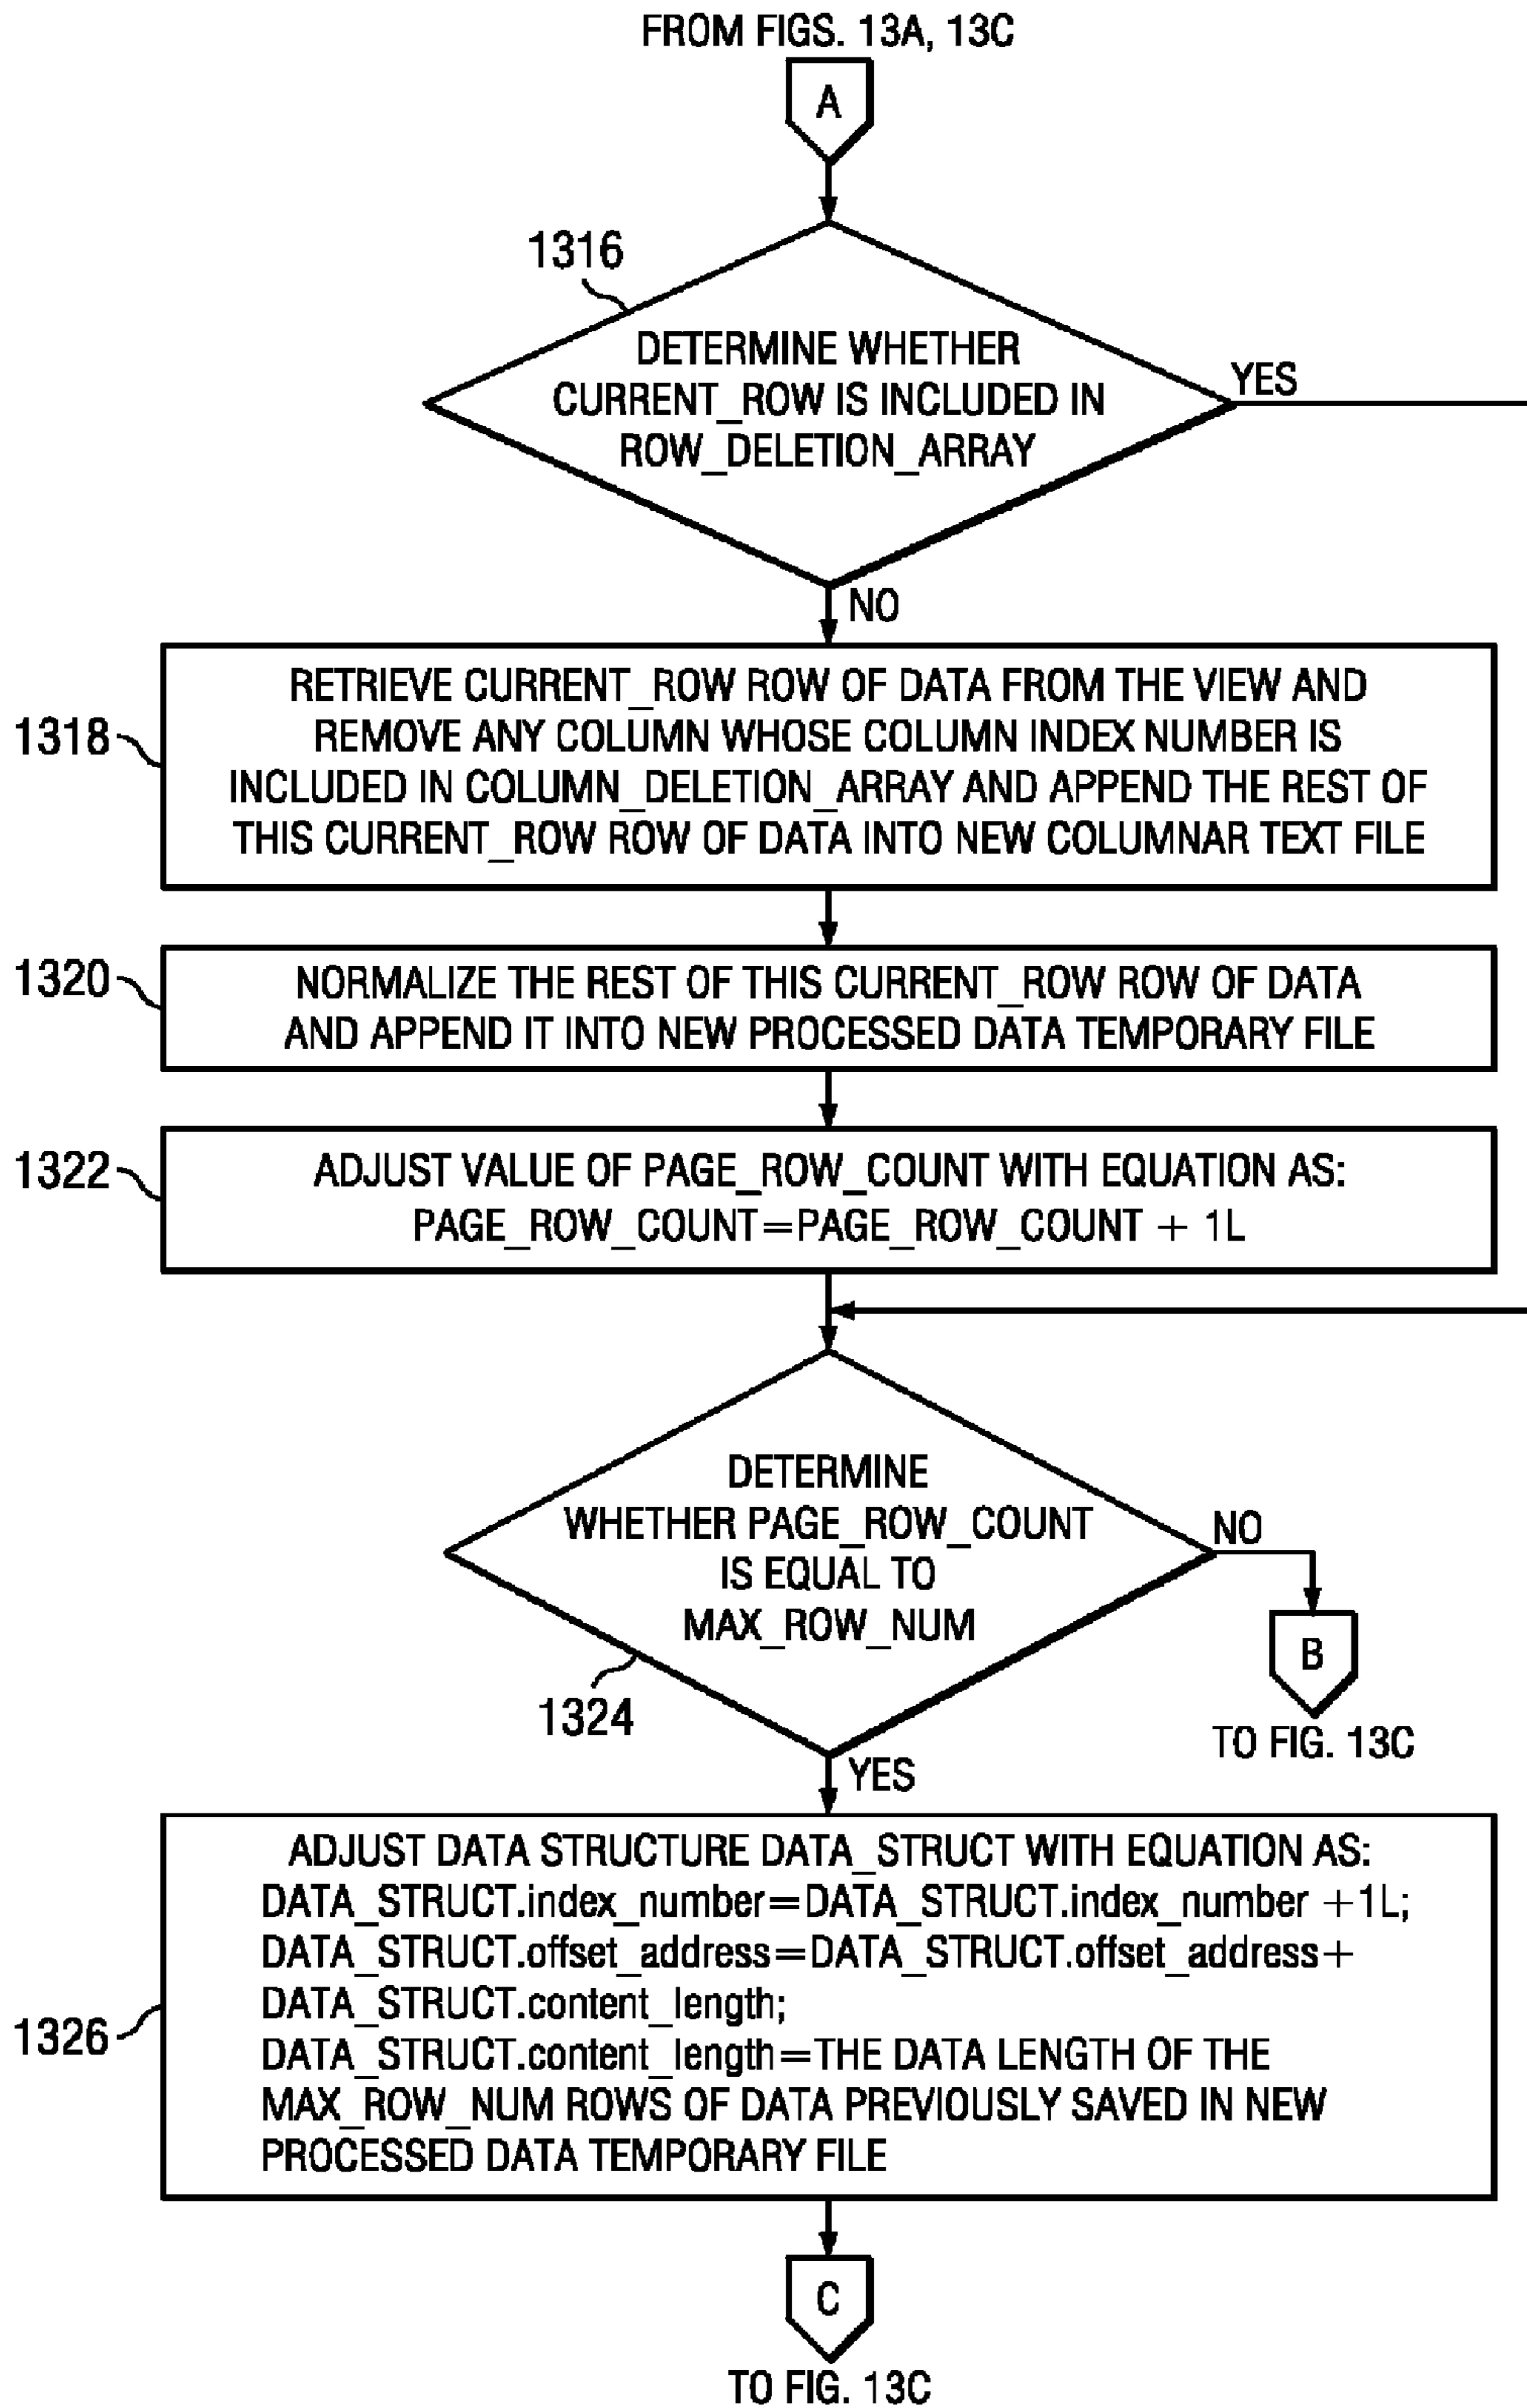 FROM FIGS. 13A, 13C
A
1316
DETERMINE WHETHER
CURRENT_ROW IS INCLUDED IN
ROW_DELETION_ARRAY
YES
NO
1318
RETRIEVE CURRENT_ROW ROW OF DATA FROM THE VIEW AND
REMOVE ANY COLUMN WHOSE COLUMN INDEX NUMBER IS
INCLUDED IN COLUMN_DELETION_ARRAY AND APPEND THE REST OF
THIS CURRENT_ROW ROW OF DATA INTO NEW COLUMNAR TEXT FILE
1320
NORMALIZE THE REST OF THIS CURRENT_ROW ROW OF DATA
AND APPEND IT INTO NEW PROCESSED DATA TEMPORARY FILE
1322
ADJUST VALUE OF PAGE_ROW_COUNT WITH EQUATION AS:
PAGE_ROW_COUNT=PAGE_ROW_COUNT + 1L
DETERMINE
WHETHER PAGE_ROW_COUNT
IS EQUAL TO
MAX_ROW_NUM
NO
B
TO FIG. 13C
1324
YES
1326
ADJUST DATA STRUCTURE DATA_STRUCT WITH EQUATION AS:
DATA_STRUCT.index_number=DATA_STRUCT.index_number +1L;
DATA_STRUCT.offset_address=DATA_STRUCT.offset_address+
DATA_STRUCT.content_length;
DATA_STRUCT.content_length=THE DATA LENGTH OF THE
MAX_ROW_NUM ROWS OF DATA PREVIOUSLY SAVED IN NEW
PROCESSED DATA TEMPORARY FILE
C
TO FIG. 13C